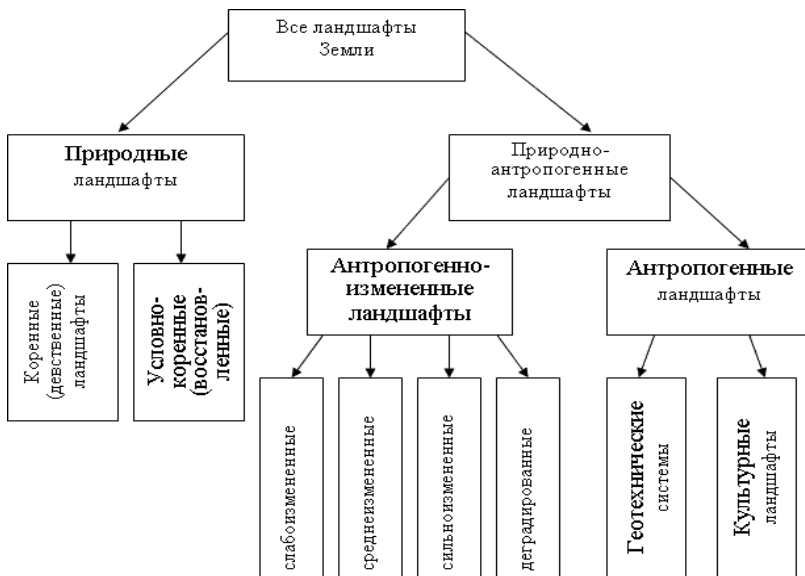 Все ландшафты
Земли
Природные
ландшафты
Природно-
антропогенные
ландшафты
Коренные
(девственные)
ландшафты
Условно-
коренные
(восстанов-
ленные)
Антропогенно-
измененные
ландшафты
Антропогенные
ландшафты
слабоизмененные
среднеизмененные
сильноизмененные
деградированные
Геотехнические
системы
Культурные
ландшафты